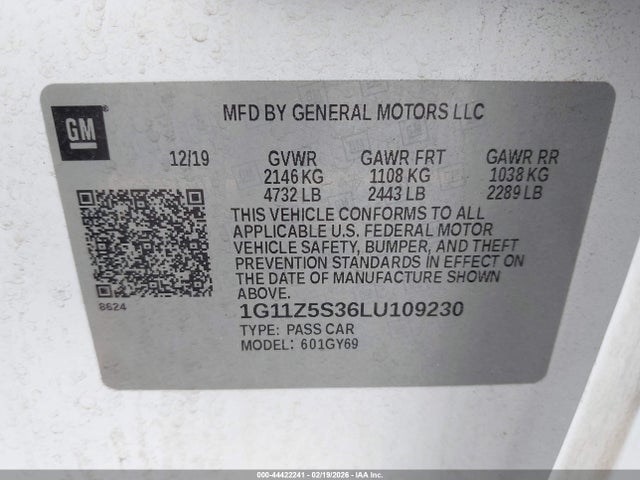 GM
MFD BY GENERAL MOTORS LLC
12/19 GVWR GAWR FRT GAWR RR
2146 KG 1108 KG 1038 KG
4732 LB 2443 LB 2289 LB
THIS VEHICLE CONFORMS TO ALL
APPLICABLE U.S. FEDERAL MOTOR
VEHICLE SAFETY, BUMPER, AND THEFT
PREVENTION STANDARDS IN EFFECT ON
THE DATE OF MANUFACTURE SHOWN
ABOVE.
8624
1G11Z5S36LU109230
TYPE: PASS CAR
MODEL: 601GY69
000-44422241 - 02/19/2026 - IAA, Inc.